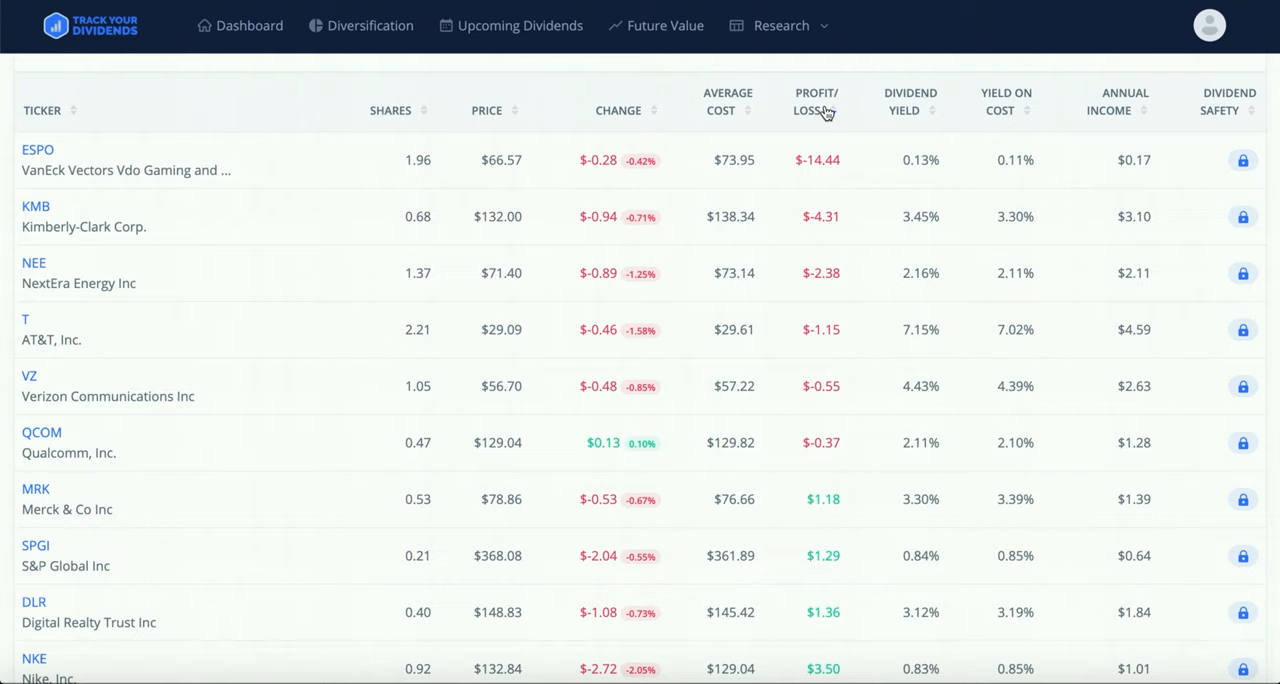 TRACK YOUR
DIVIDENDS
Dashboard
Diversification
Upcoming Dividends
Future Value
Research
TICKER SHARES PRICE CHANGE AVERAGE COST PROFIT/ LOSS DIVIDEND YIELD YIELD ON COST ANNUAL INCOME DIVIDEND SAFETY
ESPO
VanEck Vectors Vdo Gaming and ...
1.96 $66.57 $-0.28 -0.42% $73.95 $-14.44 0.13% 0.11% $0.17
KMB
Kimberly-Clark Corp.
0.68 $132.00 $-0.94 -0.71% $138.34 $-4.31 3.45% 3.30% $3.10
NEE
NextEra Energy Inc
1.37 $71.40 $-0.89 -1.25% $73.14 $-2.38 2.16% 2.11% $2.11
T
AT&T, Inc.
2.21 $29.09 $-0.46 -1.58% $29.61 $-1.15 7.15% 7.02% $4.59
VZ
Verizon Communications Inc
1.05 $56.70 $-0.48 -0.85% $57.22 $-0.55 4.43% 4.39% $2.63
QCOM
Qualcomm, Inc.
0.47 $129.04 $0.13 0.10% $129.82 $-0.37 2.11% 2.10% $1.28
MRK
Merck & Co Inc
0.53 $78.86 $-0.53 -0.67% $76.66 $1.18 3.30% 3.39% $1.39
SPGI
S&P Global Inc
0.21 $368.08 $-2.04 -0.55% $361.89 $1.29 0.84% 0.85% $0.64
DLR
Digital Realty Trust Inc
0.40 $148.83 $-1.08 -0.73% $145.42 $1.36 3.12% 3.19% $1.84
NKE
Nike, Inc.
0.92 $132.84 $-2.72 -2.05% $129.04 $3.50 0.83% 0.85% $1.01